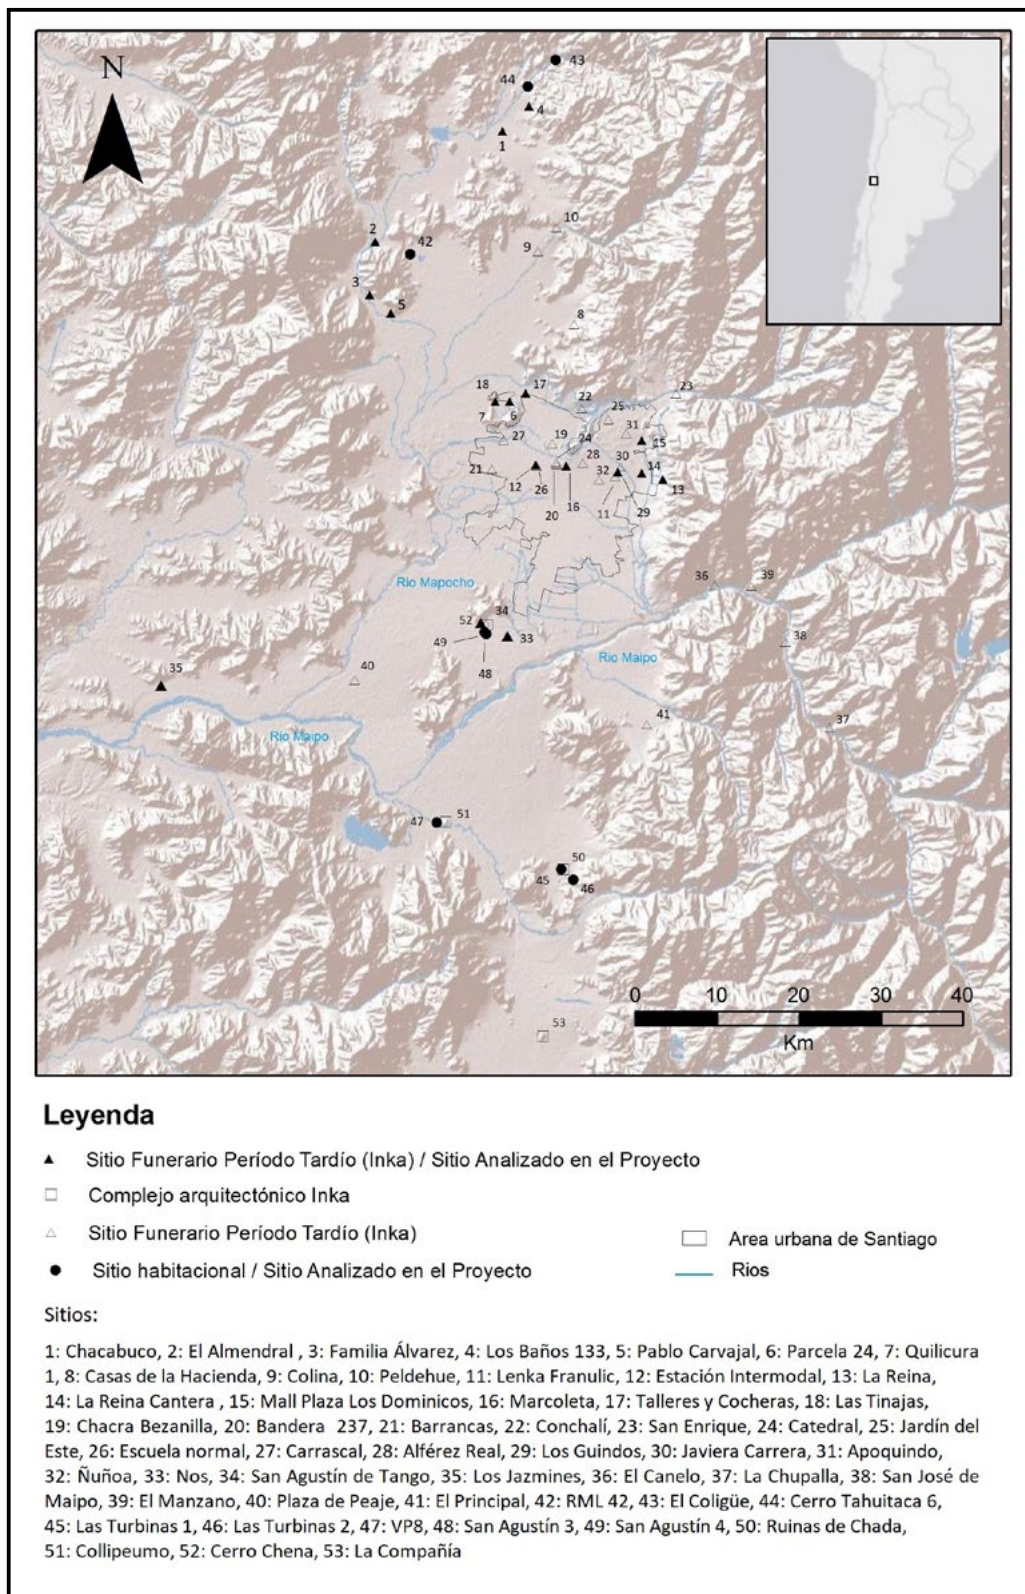 N
43
44
4
1
10
2
42
9
3
5
8
18
17
23
22
7
6
25
31
27
19
24
15
21
28
30
12
32
14
26
13
20
16
11
29
Rio Mapocho
36
39
34
52
49
33
38
48
Rio Maipo
35
40
37
41
Rio Maipo
47
51
50
45
46
53
0 10 20 30 40
Km
Leyenda
Sitio Funerario Período Tardío (Inka) / Sitio Analizado en el Proyecto
Complejo arquitectónico Inka
Sitio Funerario Período Tardío (Inka)
Area urbana de Santiago
Sitio habitacional / Sitio Analizado en el Proyecto
Rios
Sitios:
1: Chacabuco, 2: El Almendral , 3: Familia Álvarez, 4: Los Baños 133, 5: Pablo Carvajal, 6: Parcela 24, 7: Quilicura
1, 8: Casas de la Hacienda, 9: Colina, 10: Peldehue, 11: Lenka Franulic, 12: Estación Intermodal, 13: La Reina,
14: La Reina Cantera , 15: Mall Plaza Los Dominicos, 16: Marcoleta, 17: Talleres y Cocheras, 18: Las Tinajas,
19: Chacra Bezanilla, 20: Bandera 237, 21: Barrancas, 22: Conchalí, 23: San Enrique, 24: Catedral, 25: Jardín del
Este, 26: Escuela normal, 27: Carrascal, 28: Alférez Real, 29: Los Guindos, 30: Javiera Carrera, 31: Apoquindo,
32: Ñuñoa, 33: Nos, 34: San Agustín de Tango, 35: Los Jazmines, 36: El Canelo, 37: La Chupalla, 38: San José de
Maipo, 39: El Manzano, 40: Plaza de Peaje, 41: El Principal, 42: RML 42, 43: El Coligüe, 44: Cerro Tahuitaca 6,
45: Las Turbinas 1, 46: Las Turbinas 2, 47: VP8, 48: San Agustín 3, 49: San Agustín 4, 50: Ruinas de Chada,
51: Collipeumo, 52: Cerro Chena, 53: La Compañía